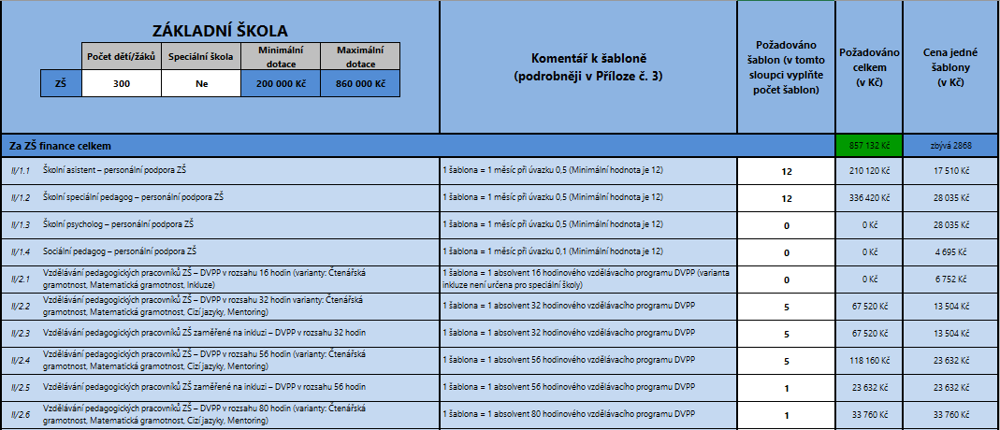 ZÁKLADNÍ ŠKOLA
Počet dětí/žáků Speciální škola Minimální dotace Maximální dotace
ZŠ 300 Ne 200 000 Kč 860 000 Kč
Komentář k šabloně
(podrobněji v Příloze č. 3)
Požadováno
šablon (v tomto
sloupci vyplňte
počet šablon)
Požadováno
celkem
(v Kč)
Cena jedné
šablony
(v Kč)
Za ZŠ finance celkem 857 132 Kč zbývá 2868
II/1.1 Školní asistent – personální podpora ZŠ 1 šablona = 1 měsíc při úvazku 0,5 (Minimální hodnota je 12) 12 210 120 Kč 17 510 Kč
II/1.2 Školní speciální pedagog – personální podpora ZŠ 1 šablona = 1 měsíc při úvazku 0,5 (Minimální hodnota je 12) 12 336 420 Kč 28 035 Kč
II/1.3 Školní psycholog – personální podpora ZŠ 1 šablona = 1 měsíc při úvazku 0,5 (Minimální hodnota je 12) 0 0 Kč 28 035 Kč
II/1.4 Sociální pedagog – personální podpora ZŠ 1 šablona = 1 měsíc při úvazku 0,1 (Minimální hodnota je 12) 0 0 Kč 4 695 Kč
II/2.1 Vzdělávání pedagogických pracovníků ZŠ – DVPP v rozsahu 16 hodin (varianty: Čtenářská
gramotnost, Matematická gramotnost, Inkluze)
1 šablona = 1 absolvent 16 hodinového vzdělávacího programu DVPP (varianta
inkluze není určena pro speciální školy)
0 0 Kč 6 752 Kč
II/2.2 Vzdělávání pedagogických pracovníků ZŠ – DVPP v rozsahu 32 hodin varianty: Čtenářská
gramotnost, Matematická gramotnost, Cizí jazyky, Mentoring)
1 šablona = 1 absolvent 32 hodinového vzdělávacího programu DVPP 5 67 520 Kč 13 504 Kč
II/2.3 Vzdělávání pedagogických pracovníků ZŠ zaměřené na inkluzi – DVPP v rozsahu 32 hodin 1 šablona = 1 absolvent 32 hodinového vzdělávacího programu DVPP 5 67 520 Kč 13 504 Kč
II/2.4 Vzdělávání pedagogických pracovníků ZŠ – DVPP v rozsahu 56 hodin (varianty: Čtenářská
gramotnost, Matematická gramotnost, Cizí jazyky, Mentoring)
1 šablona = 1 absolvent 56 hodinového vzdělávacího programu DVPP 5 118 160 Kč 23 632 Kč
II/2.5 Vzdělávání pedagogických pracovníků ZŠ zaměřené na inkluzi – DVPP v rozsahu 56 hodin 1 šablona = 1 absolvent 56 hodinového vzdělávacího programu DVPP 1 23 632 Kč 23 632 Kč
II/2.6 Vzdělávání pedagogických pracovníků ZŠ – DVPP v rozsahu 80 hodin (varianty: Čtenářská
gramotnost, Matematická gramotnost, Cizí jazyky, Mentoring)
1 šablona = 1 absolvent 80 hodinového vzdělávacího programu DVPP 1 33 760 Kč 33 760 Kč